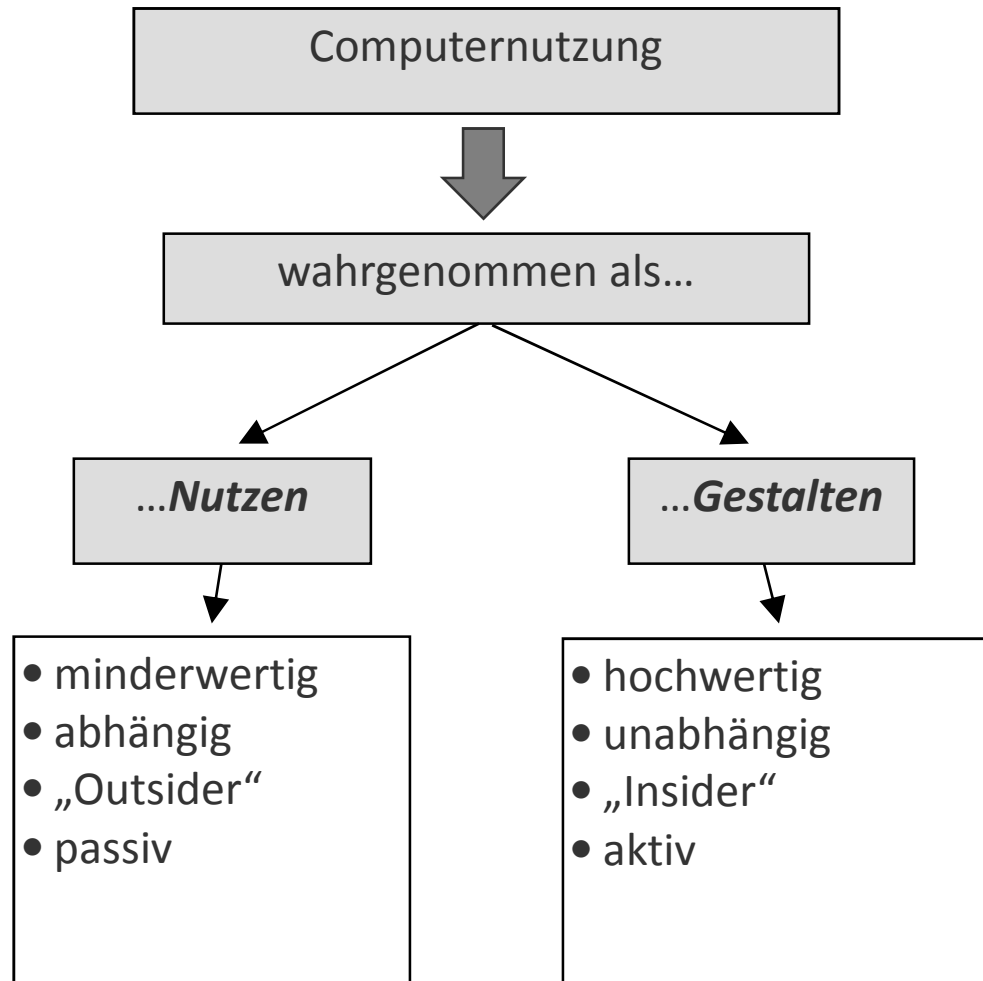 Computernutzung
wahrgenommen als…
…Nutzen
…Gestalten
• minderwertig
• abhängig
• „Outsider“
• passiv
• hochwertig
• unabhängig
• „Insider“
• aktiv